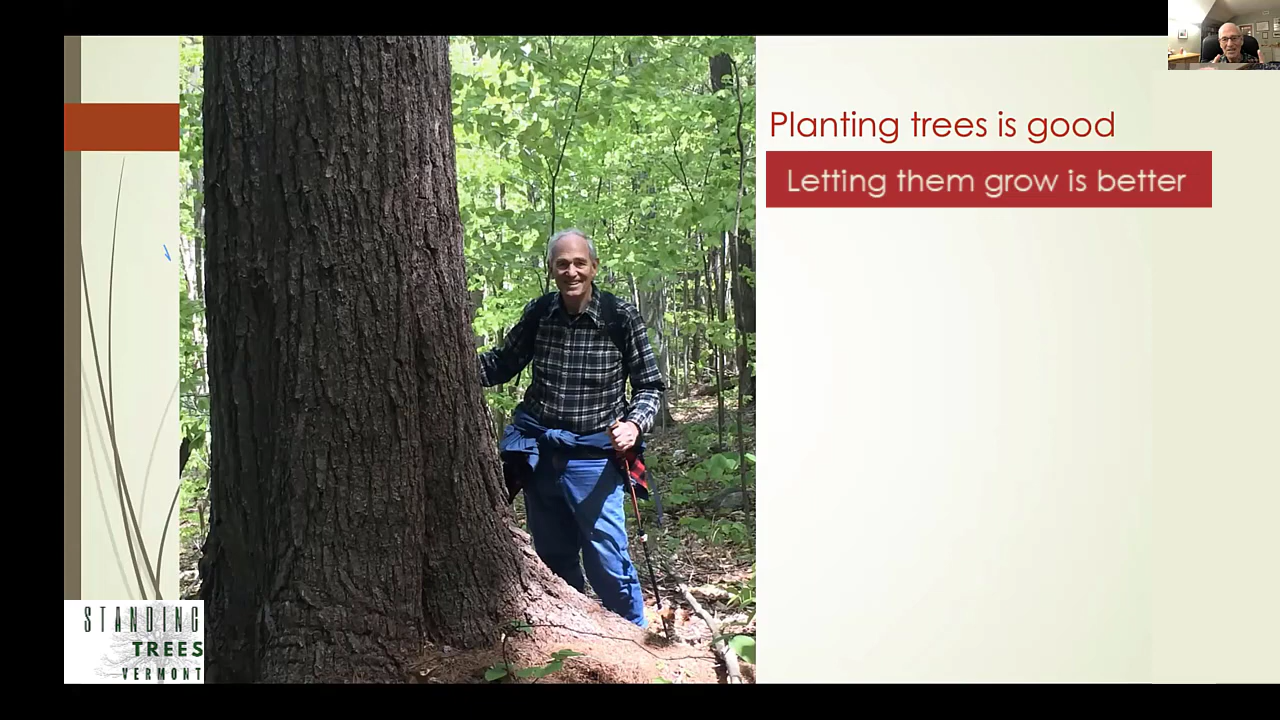 Planting trees is good
Letting them grow is better
STANDING
TREES
VERMONT